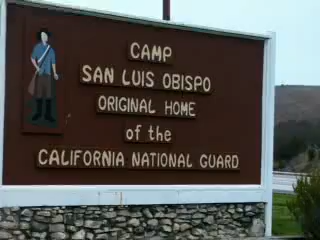 CAMP
SAN LUIS OBISPO
ORIGINAL HOME
of the
CALIFORNIA NATIONAL GUARD